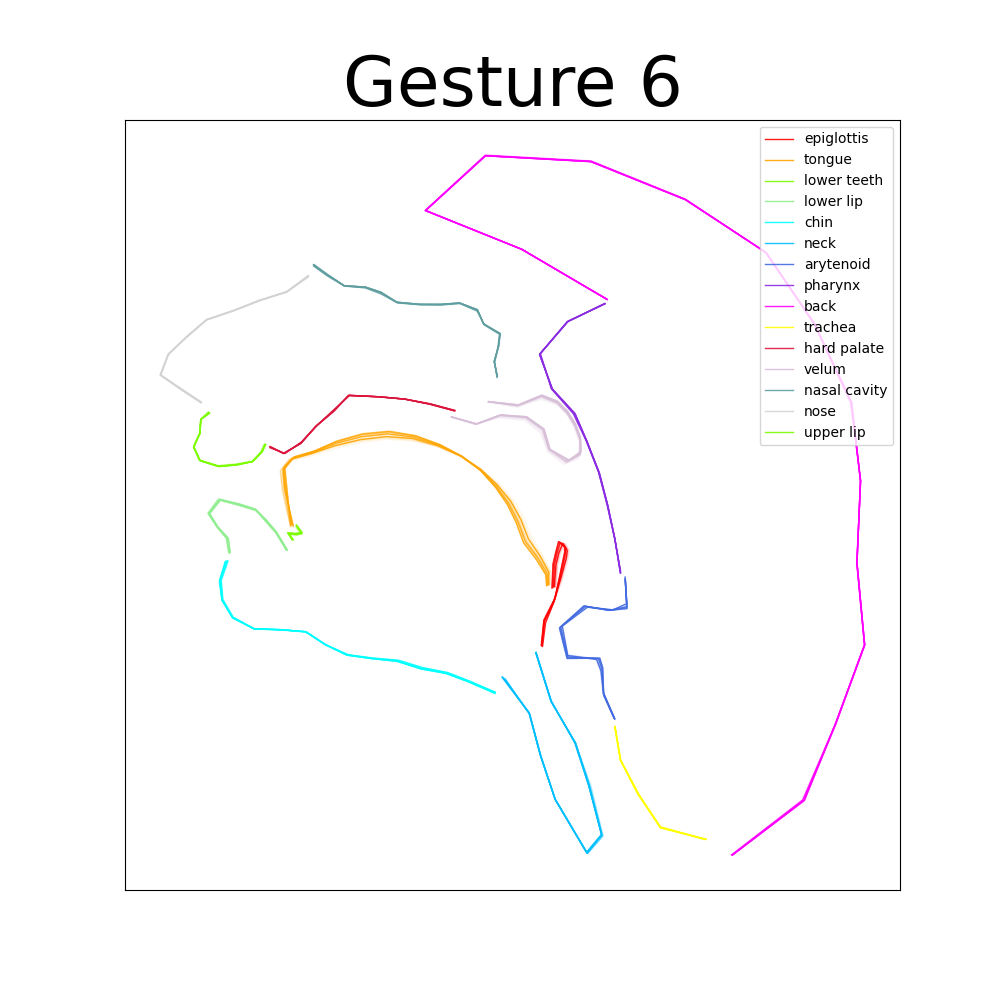 Gesture 6
epiglottis
tongue
lower teeth
lower lip
chin
neck
arytenoid
pharynx
back
trachea
hard palate
velum
nasal cavity
nose
upper lip